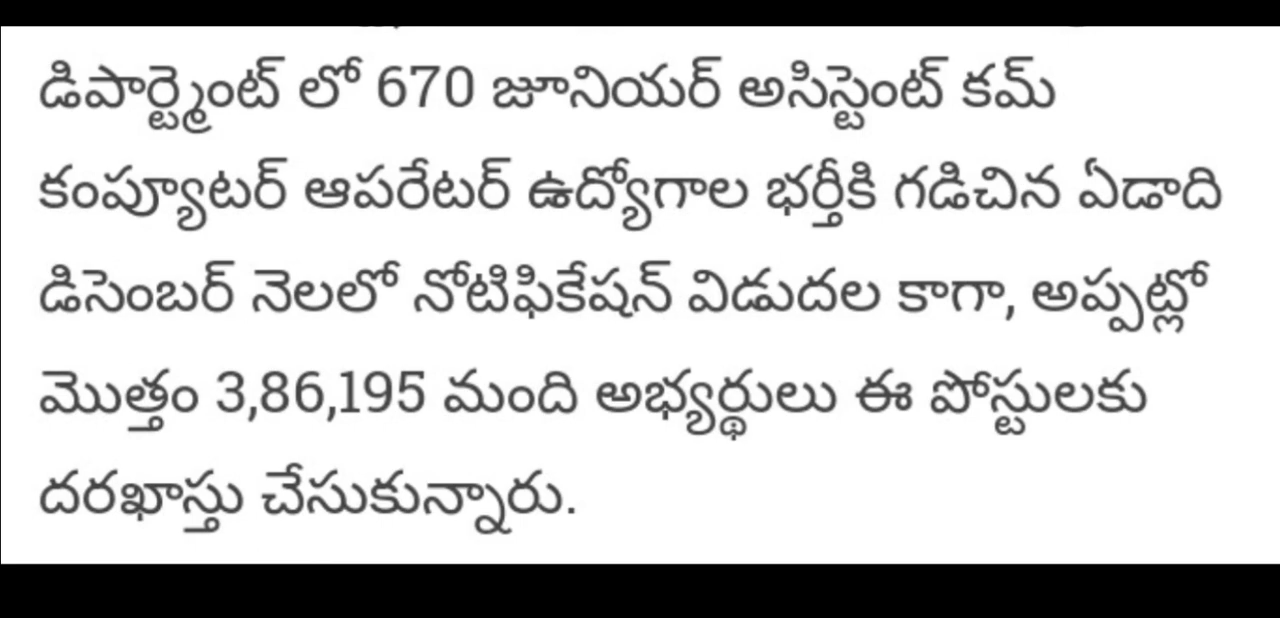 డిపార్ట్మెంట్ లో 670 జూనియర్ అసిస్టెంట్ కమ్
కంప్యూటర్ ఆపరేటర్ ఉద్యోగాల భర్తీకి గడిచిన ఏడాది
డిసెంబర్ నెలలో నోటిఫికేషన్ విడుదల కాగా, అప్పట్లో
మొత్తం 3,86,195 మంది అభ్యర్థులు ఈ పోస్టులకు
దరఖాస్తు చేసుకున్నారు.